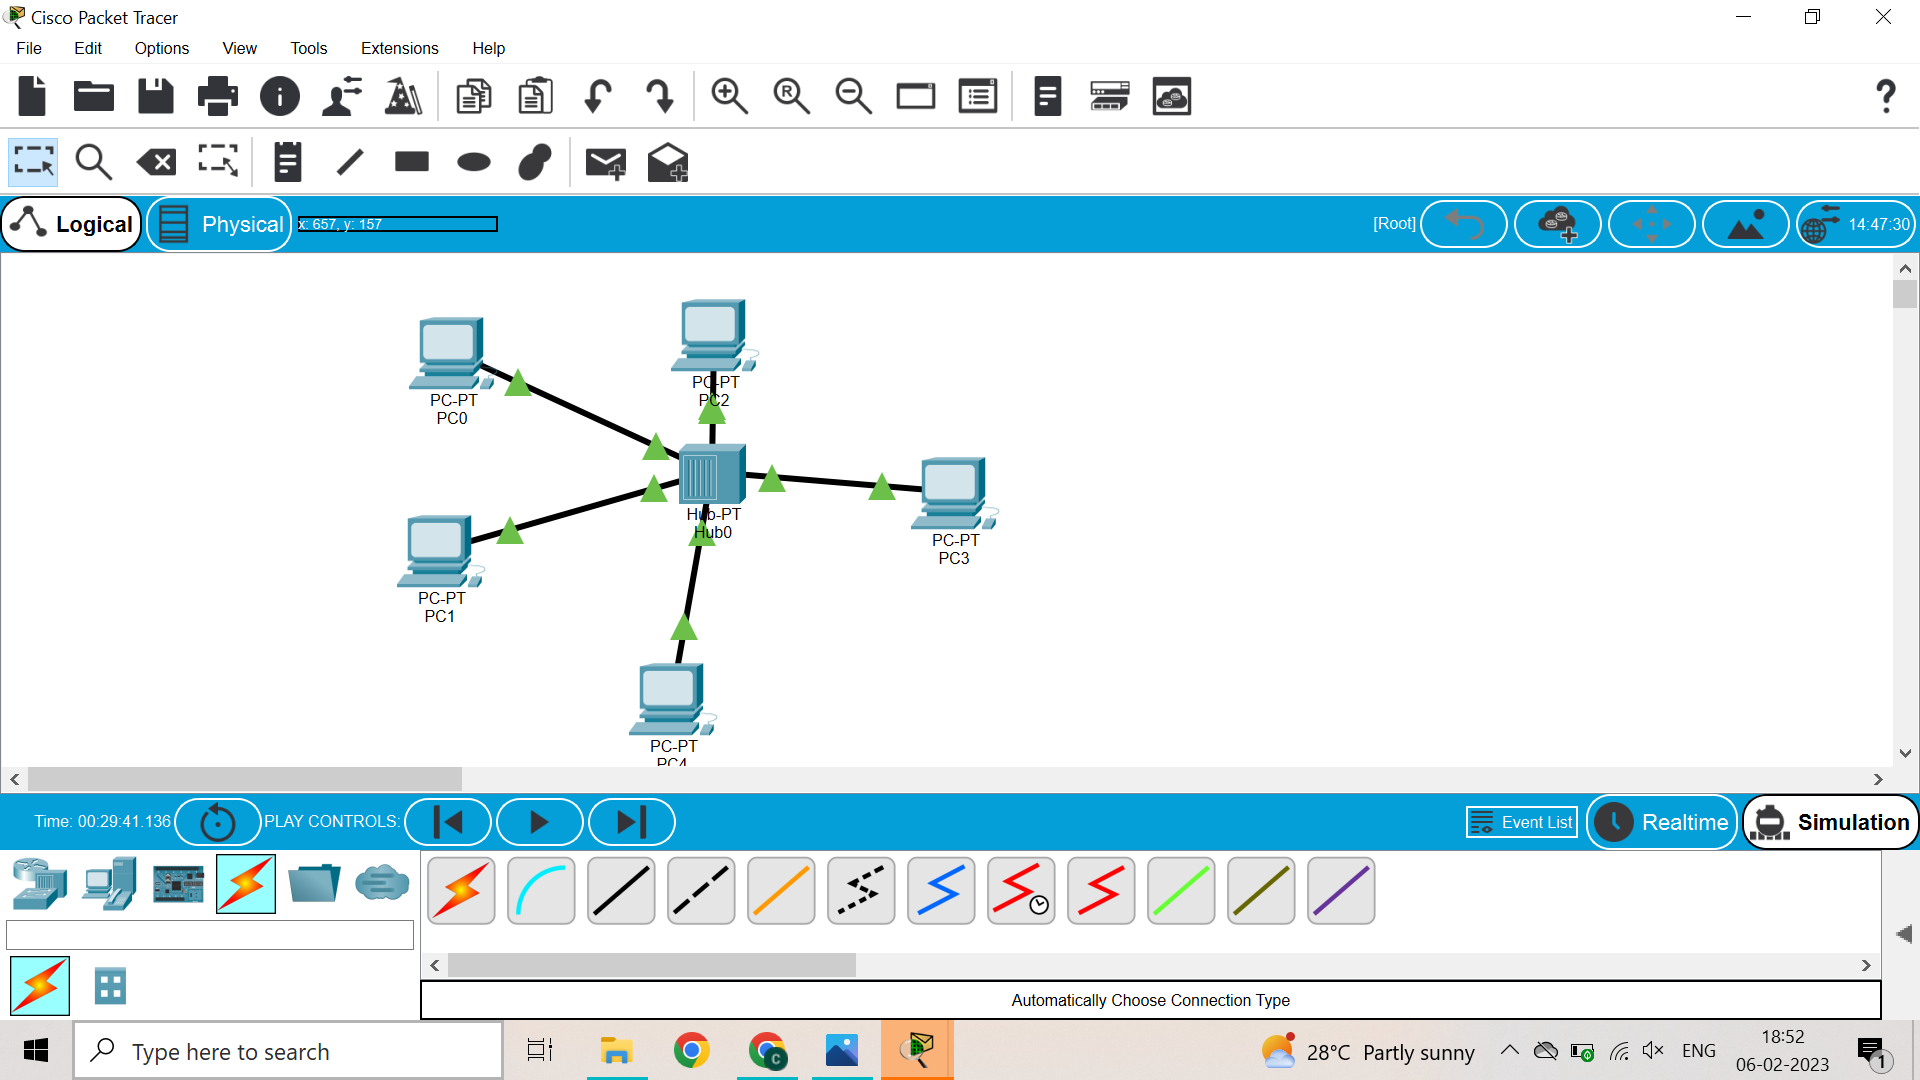 Cisco Packet Tracer
File Edit Options View Tools Extensions Help
Logical Physical x: 657, y: 157 [Root] 14:47:30
PC-PT
PC0
PC-PT
PC2
Hub-PT
Hub0
PC-PT
PC3
PC-PT
PC1
PC-PT
PC4
Time: 00:29:41.136 PLAY CONTROLS: Event List Realtime Simulation
Automatically Choose Connection Type
Type here to search
28°C Partly sunny
ENG
18:52
06-02-2023
1